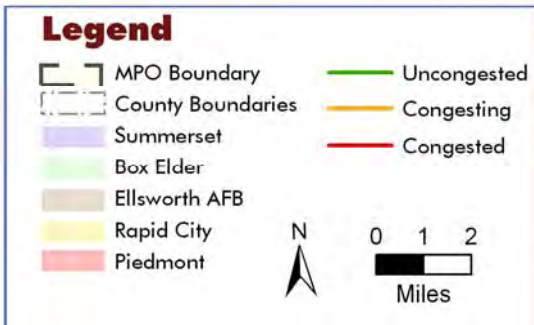 Legend
MPO Boundary
County Boundaries
Summerset
Box Elder
Ellsworth AFB
Rapid City
Piedmont
Uncongested
Congesting
Congested
N
0 1 2
Miles